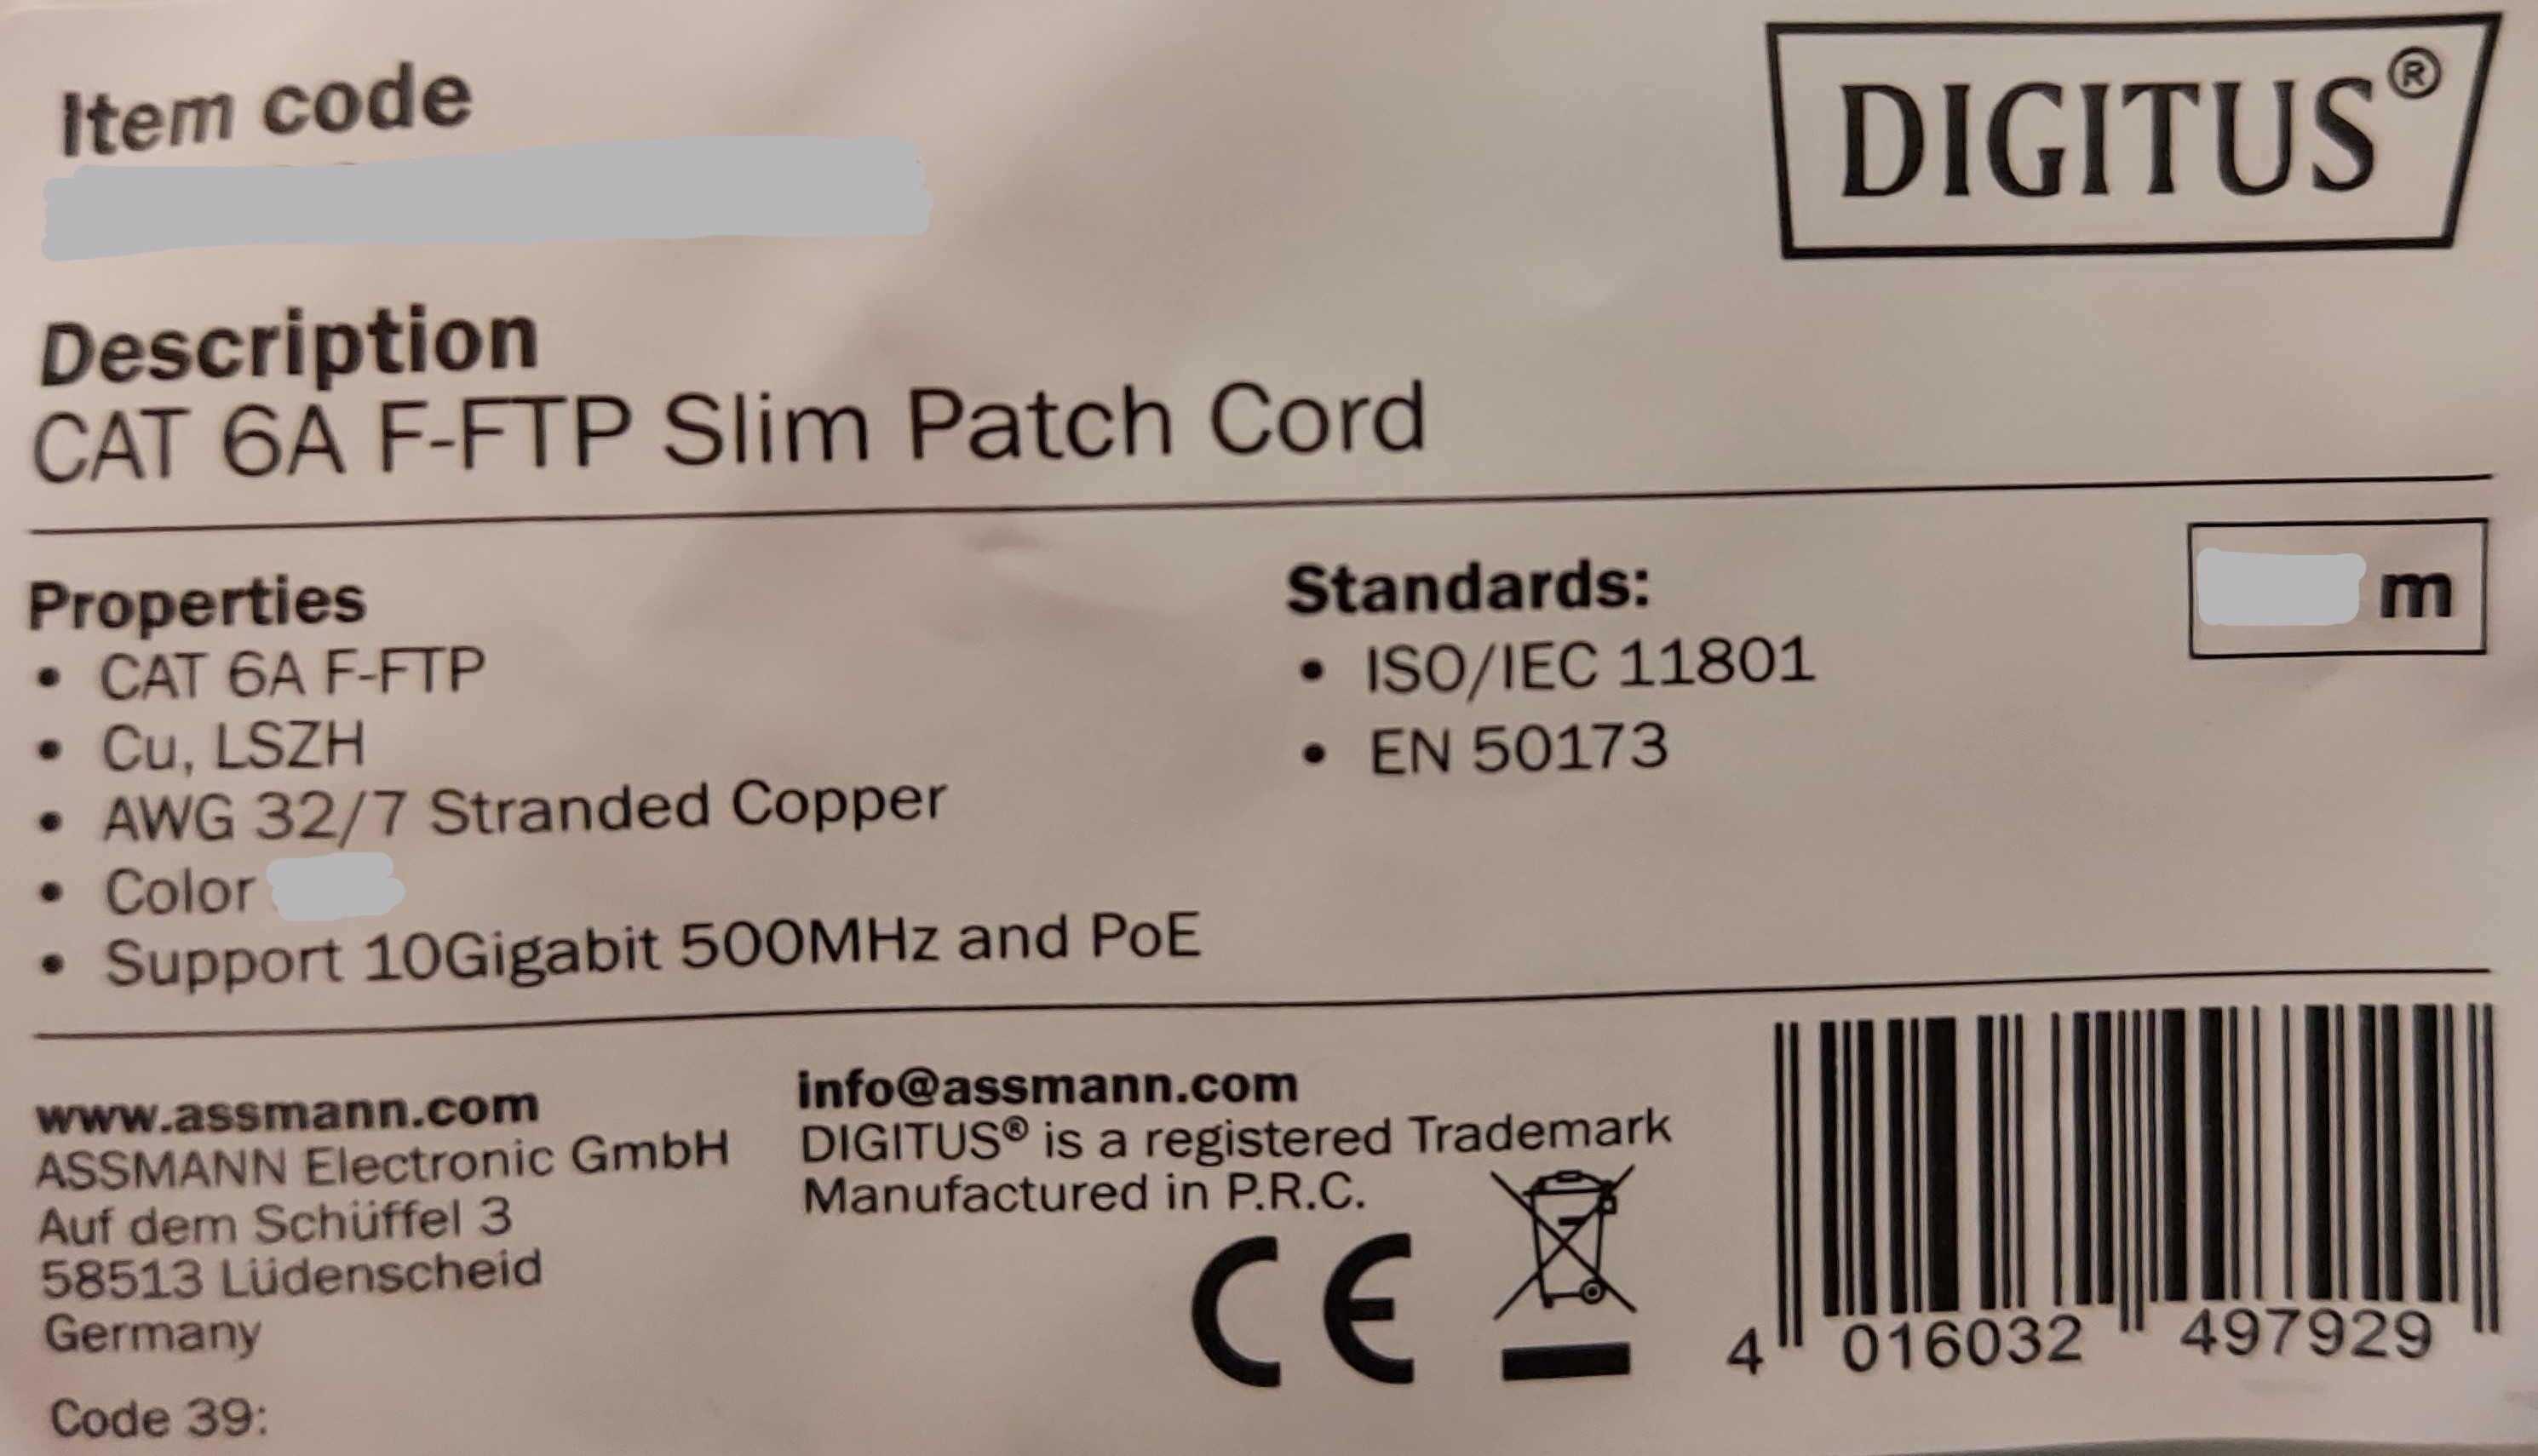 Item code
DIGITUS®
Description
CAT 6A F-FTP Slim Patch Cord
Properties
• CAT 6A F-FTP
• Cu, LSZH
• AWG 32/7 Stranded Copper
• Color
• Support 10Gigabit 500MHz and PoE
Standards:
• ISO/IEC 11801
• EN 50173
m
www.assmann.com
ASSMANN Electronic GmbH
Auf dem Schüffel 3
58513 Lüdenscheid
Germany
info@assmann.com
DIGITUS® is a registered Trademark
Manufactured in P.R.C.
CE
4 016032 497929
Code 39: